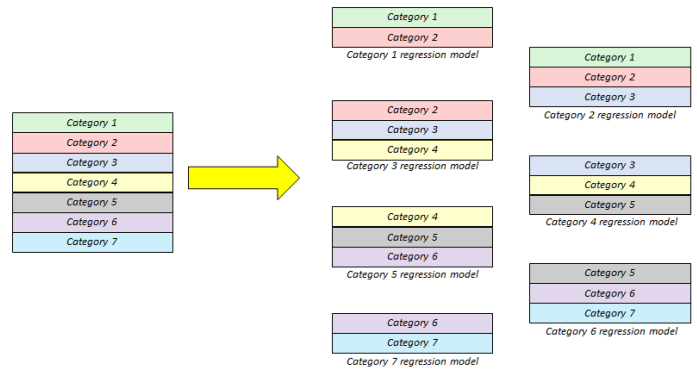 Category 1
Category 2
Category 3
Category 4
Category 5
Category 6
Category 7
Category 1
Category 2
Category 1 regression model
Category 2
Category 3
Category 4
Category 3 regression model
Category 4
Category 5
Category 6
Category 5 regression model
Category 6
Category 7
Category 7 regression model
Category 1
Category 2
Category 3
Category 2 regression model
Category 3
Category 4
Category 5
Category 4 regression model
Category 5
Category 6
Category 7
Category 6 regression model